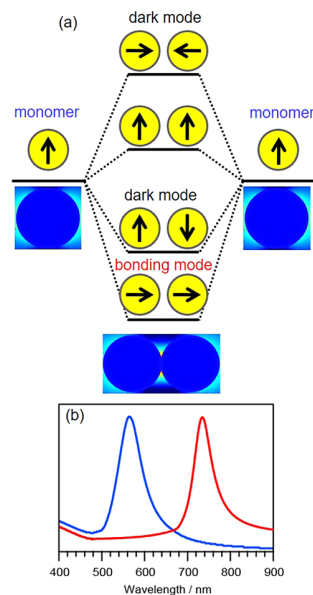 (a)
dark mode
monomer
monomer
dark mode
bonding mode
(b)
400 500 600 700 800 900
Wavelength / nm